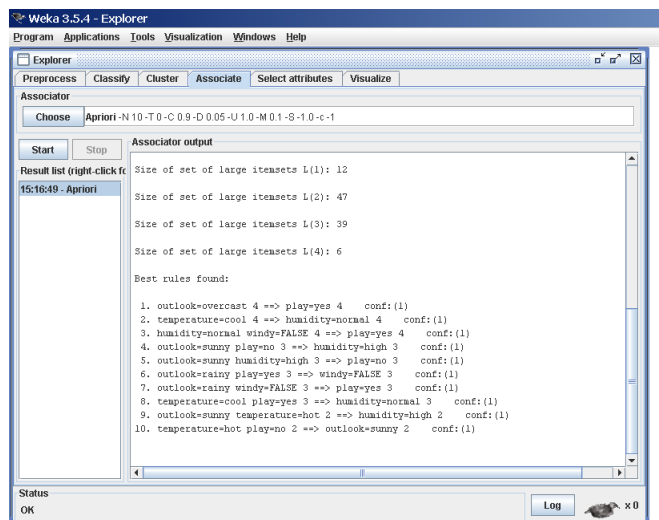 Weka 3.5.4 - Explorer
Program Applications Tools Visualization Windows Help
Explorer
Preprocess Classify Cluster Associate Select attributes Visualize
Associator
Choose Apriori -N 10 -T 0 -C 0.9 -D 0.05 -U 1.0 -M 0.1 -S -1.0 -c -1
Start Stop
Result list (right-click fo
15:16:49 - Apriori
Associator output
Size of set of large itemsets L(1): 12
Size of set of large itemsets L(2): 47
Size of set of large itemsets L(3): 39
Size of set of large itemsets L(4): 6
Best rules found:
1. outlook=overcast 4 ==> play=yes 4 conf:(1)
2. temperature=cool 4 ==> humidity=normal 4 conf:(1)
3. humidity=normal windy=FALSE 4 ==> play=yes 4 conf:(1)
4. outlook=sunny play=no 3 ==> humidity=high 3 conf:(1)
5. outlook=sunny humidity=high 3 ==> play=no 3 conf:(1)
6. outlook=rainy play=yes 3 ==> windy=FALSE 3 conf:(1)
7. outlook=rainy windy=FALSE 3 ==> play=yes 3 conf:(1)
8. temperature=cool play=yes 3 ==> humidity=normal 3 conf:(1)
9. outlook=sunny temperature=hot 2 ==> humidity=high 2 conf:(1)
10. temperature=hot play=no 2 ==> outlook=sunny 2 conf:(1)
Status
OK
Log x 0